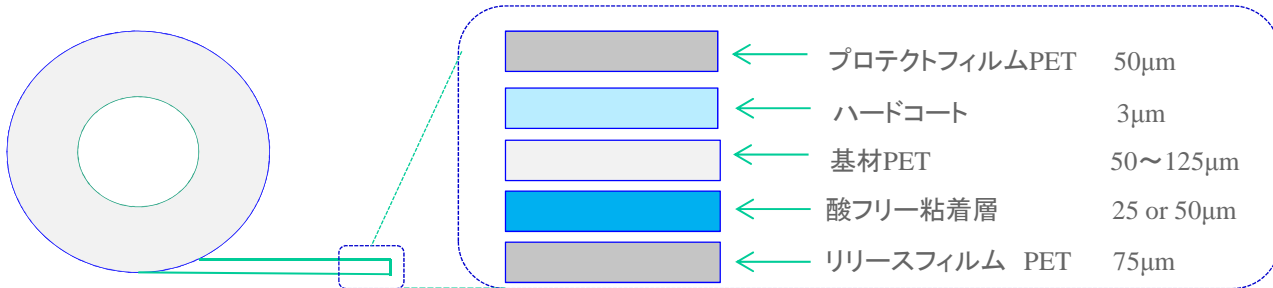 プロテクトフィルムPET 50μm
ハードコート 3μm
基材PET 50～125μm
酸フリー粘着層 25 or 50μm
リリースフィルム PET 75μm